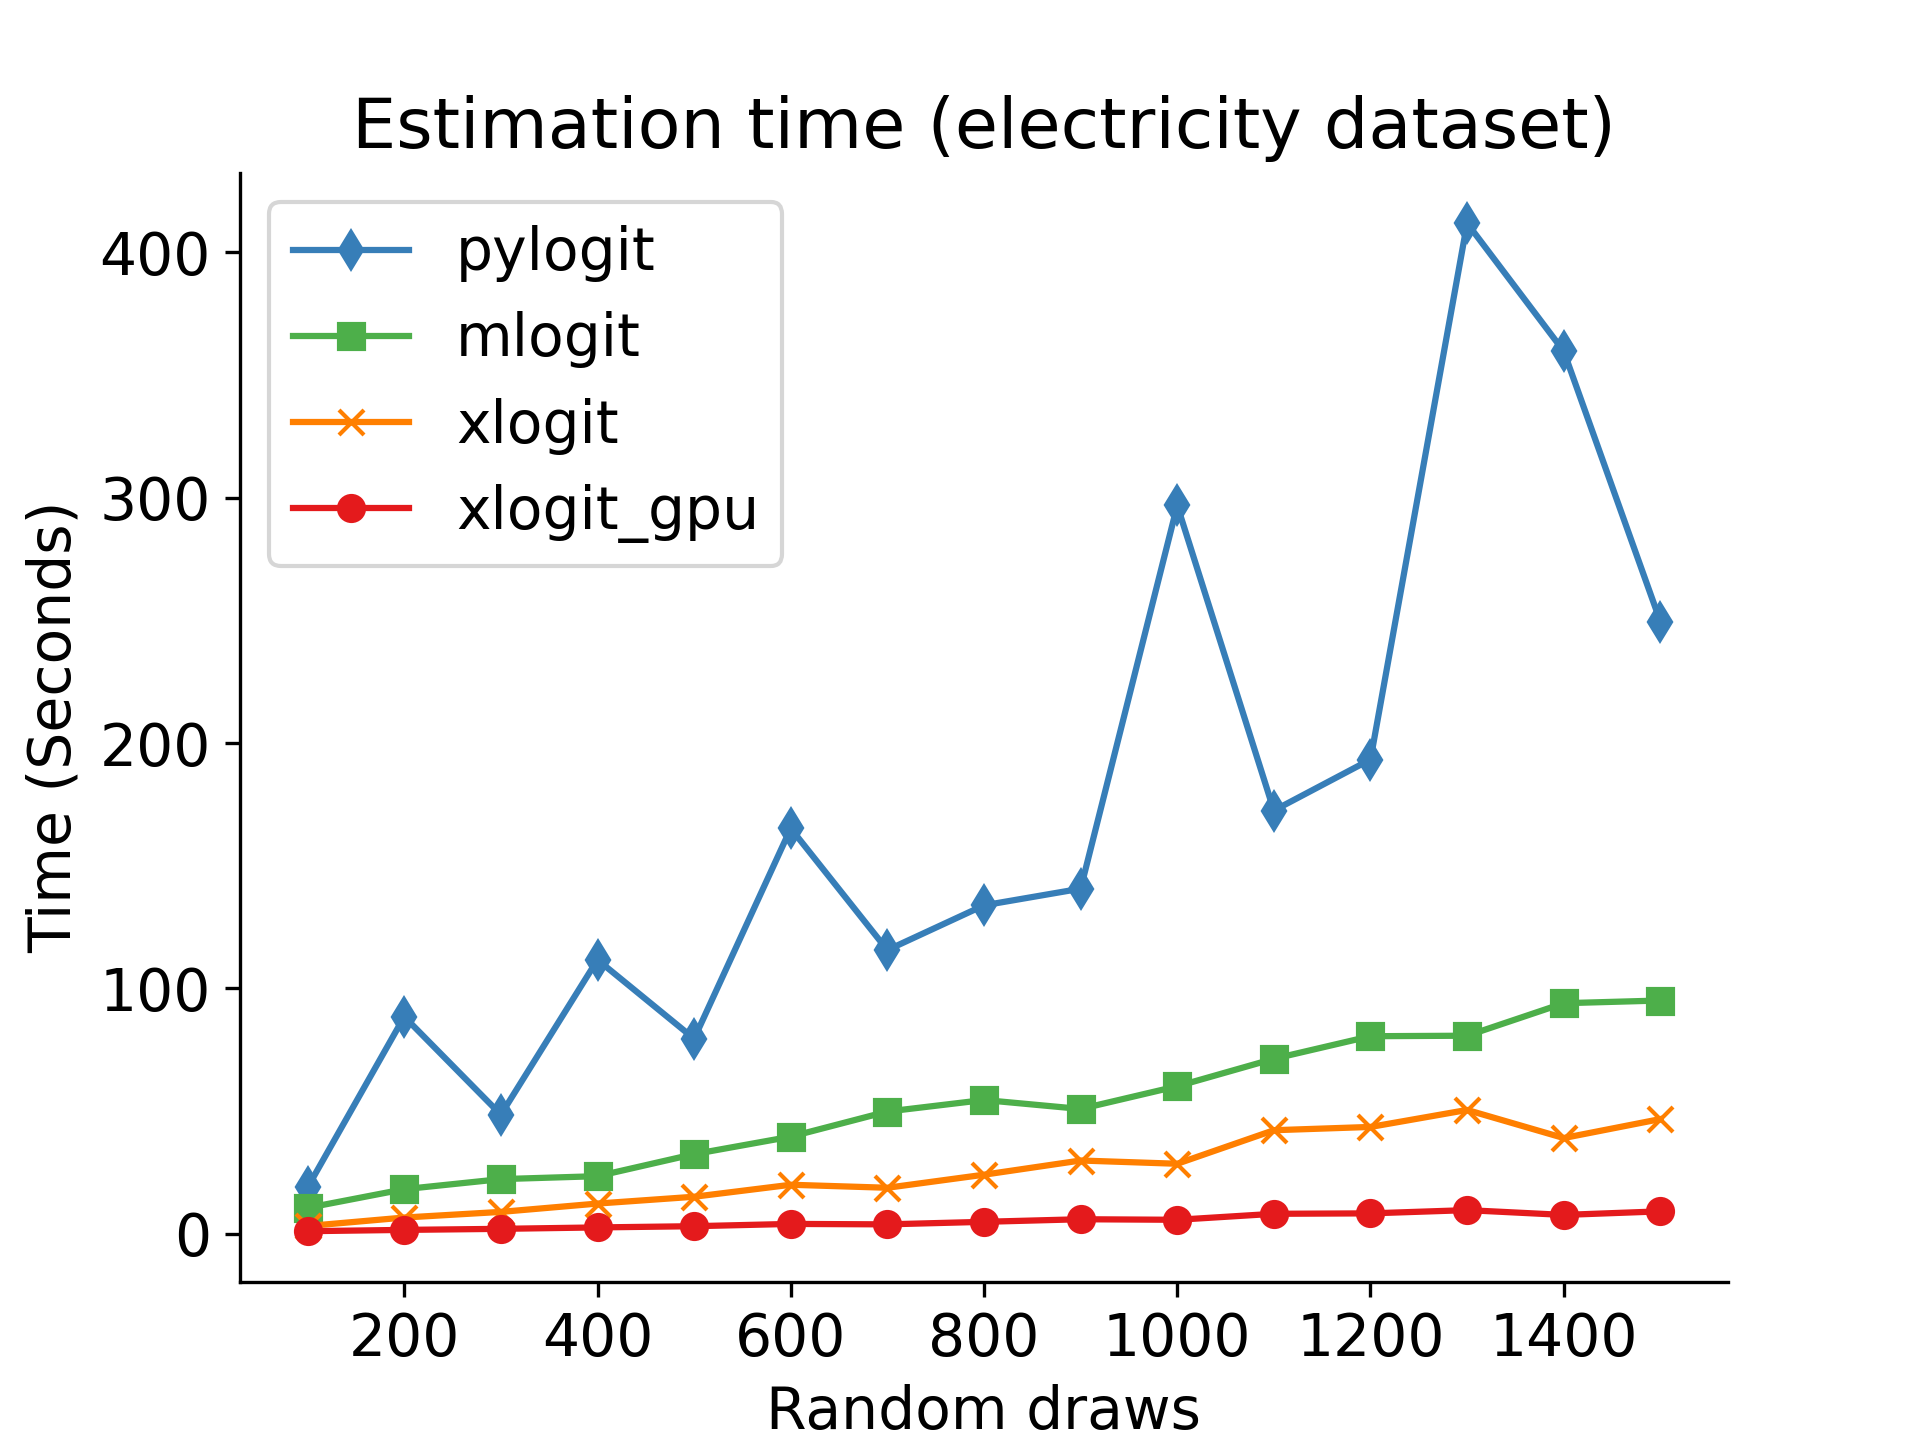 Estimation time (electricity dataset)
pylogit
mlogit
xlogit
xlogit_gpu
Time (Seconds)
400
300
200
100
0
200 400 600 800 1000 1200 1400
Random draws